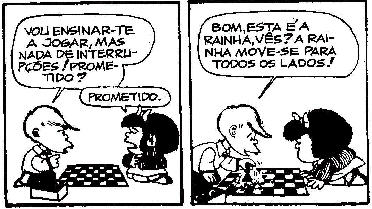 VOU ENSINAR-TE
A JOGAR, MAS
NADA DE INTERRU-
PÇÕES! PROME-
TIDO?
PROMETIDO.
BOM, ESTA É A
RAINHA, VÊS? A RAI-
NHA MOVE-SE PARA
TODOS OS LADOS!